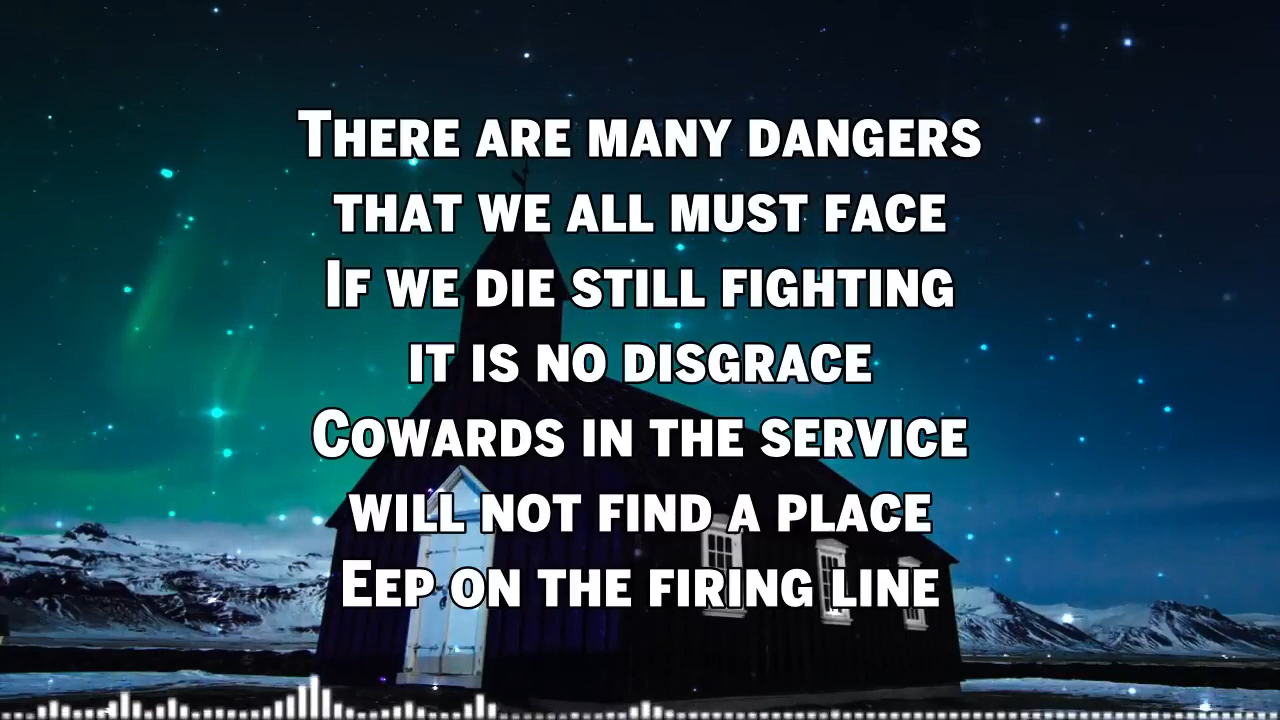 There are many dangers
that we all must face
If we die still fighting
it is no disgrace
Cowards in the service
will not find a place
Eep on the firing line